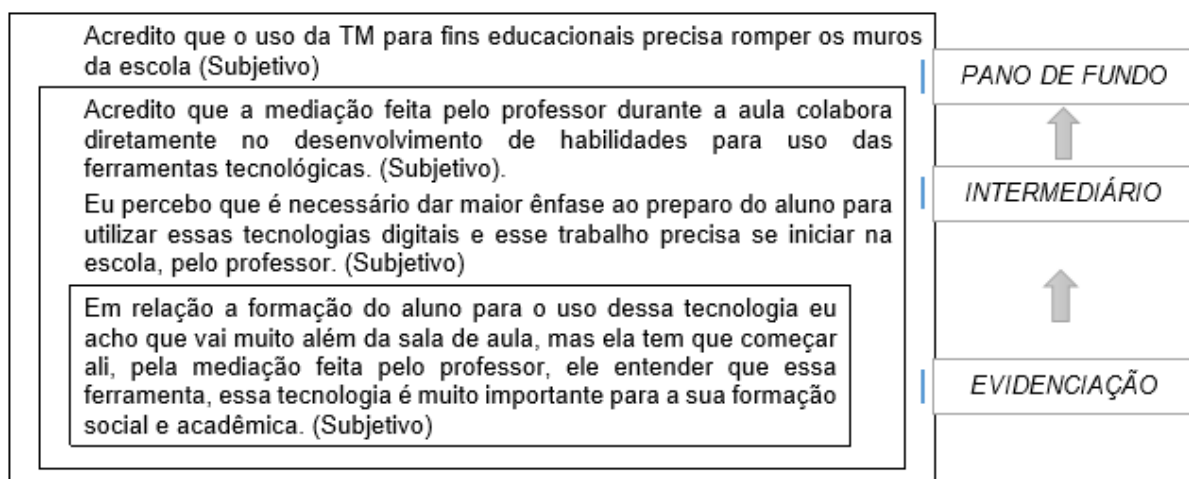 Acredito que o uso da TM para fins educacionais precisa romper os muros
da escola (Subjetivo)
PANO DE FUNDO
Acredito que a mediação feita pelo professor durante a aula colabora
diretamente no desenvolvimento de habilidades para uso das
ferramentas tecnológicas. (Subjetivo).
Eu percebo que é necessário dar maior ênfase ao preparo do aluno para
utilizar essas tecnologias digitais e esse trabalho precisa se iniciar na
escola, pelo professor. (Subjetivo)
INTERMEDIÁRIO
Em relação a formação do aluno para o uso dessa tecnologia eu
acho que vai muito além da sala de aula, mas ela tem que começar
ali, pela mediação feita pelo professor, ele entender que essa
ferramenta, essa tecnologia é muito importante para a sua formação
social e acadêmica. (Subjetivo)
EVIDENCIAÇÃO